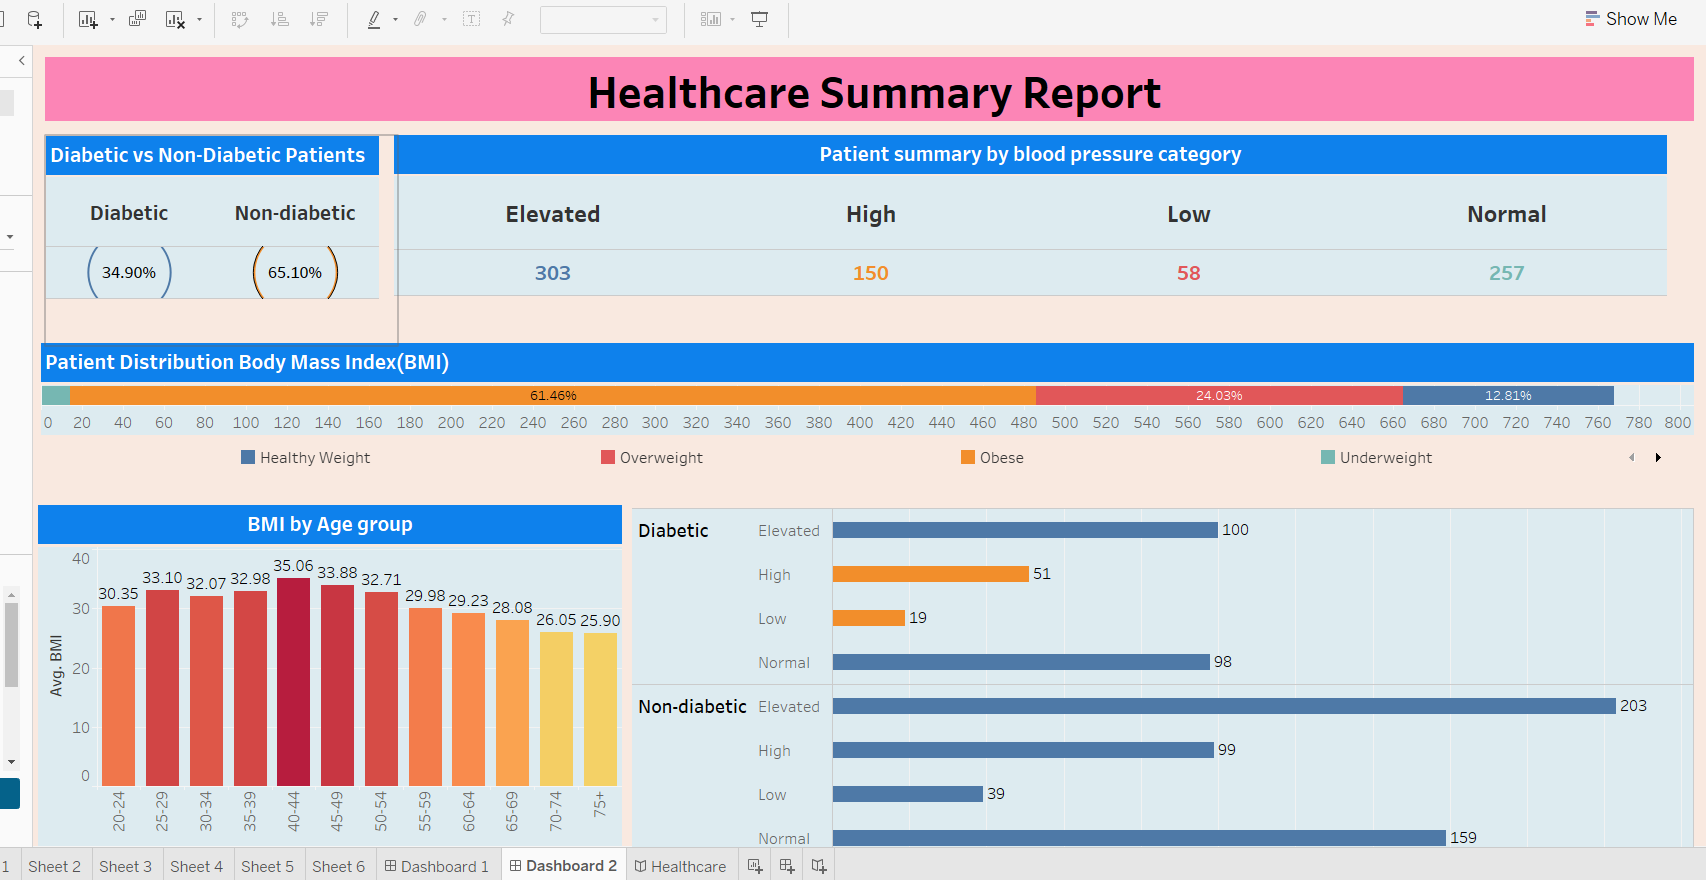 Show Me
Healthcare Summary Report
Diabetic vs Non-Diabetic Patients
Diabetic Non-diabetic
34.90% 65.10%
Patient summary by blood pressure category
Elevated High Low Normal
303 150 58 257
Patient Distribution Body Mass Index(BMI)
61.46% 24.03% 12.81%
0 20 40 60 80 100 120 140 160 180 200 220 240 260 280 300 320 340 360 380 400 420 440 460 480 500 520 540 560 580 600 620 640 660 680 700 720 740 760 780 800
Healthy Weight Overweight Obese Underweight
BMI by Age group
Avg. BMI
40
30
20
10
0
30.35 33.10 32.07 32.98 35.06 33.88 32.71 29.98 29.23 28.08 26.05 25.90
20-24 25-29 30-34 35-39 40-44 45-49 50-54 55-59 60-64 65-69 70-74 75+
Diabetic Elevated 100
High 51
Low 19
Normal 98
Non-diabetic Elevated 203
High 99
Low 39
Normal 159
1 Sheet 2 Sheet 3 Sheet 4 Sheet 5 Sheet 6 Dashboard 1 Dashboard 2 Healthcare